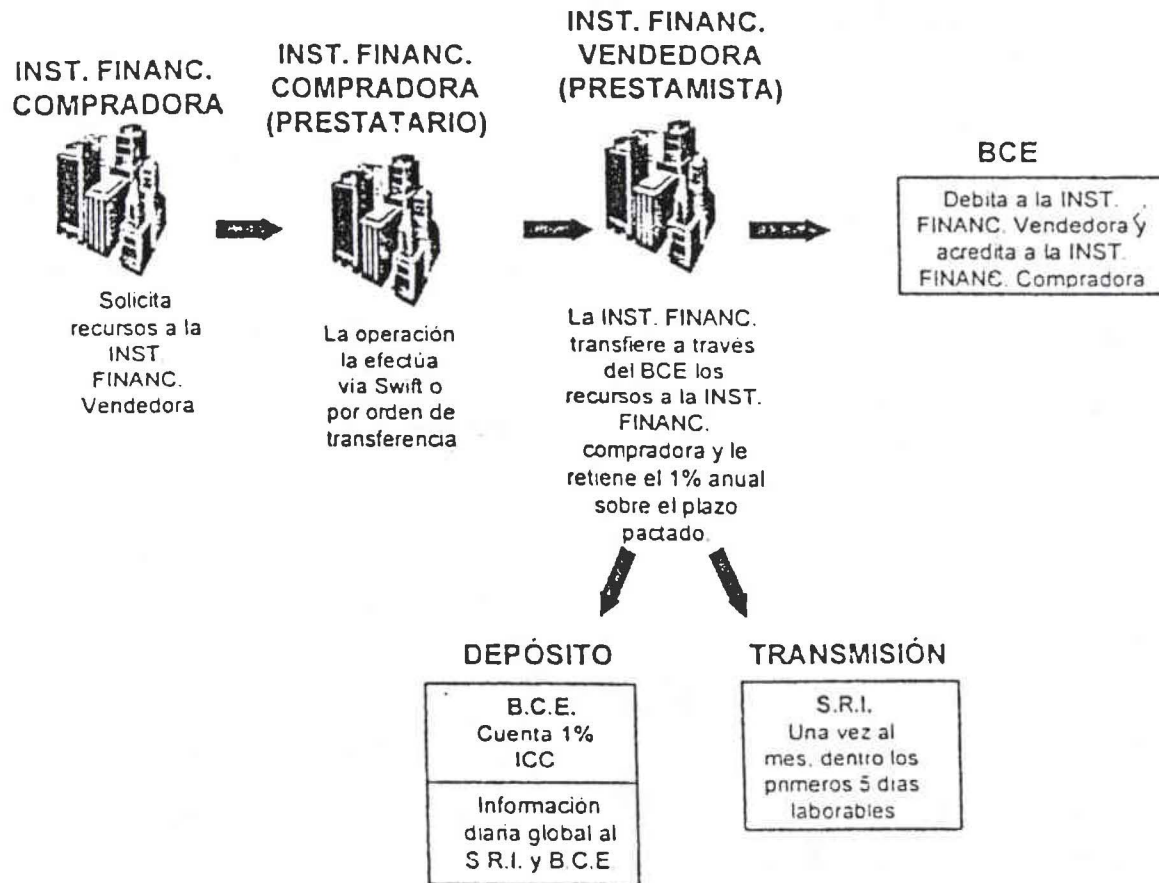 INST. FINANC.
COMPRADORA
Solicita
recursos a la
INST.
FINANC.
Vendedora
INST. FINANC.
COMPRADORA
(PRESTATARIO)
La operación
la efectúa
via Swift o
por orden de
transferencia
INST. FINANC.
VENDEDORA
(PRESTAMISTA)
La INST. FINANC.
transfiere a través
del BCE los
recursos a la INST.
FINANC.
compradora y le
retiene el 1% anual
sobre el plazo
pactado.
BCE
Debita a la INST.
FINANC. Vendedora y
acredita a la INST.
FINANC. Compradora
DEPÓSITO
B.C.E.
Cuenta 1%
ICC
Información
diaria global al
S.R.I. y B.C.E
TRANSMISIÓN
S.R.I.
Una vez al
mes, dentro los
primeros 5 dias
laborables